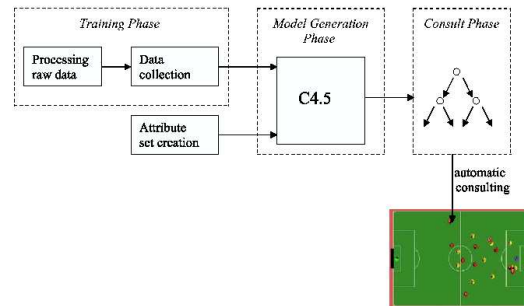 Training Phase
Processing
raw data
Data
collection
Attribute
set creation
Model Generation
Phase
C4.5
Consult Phase
automatic
consulting